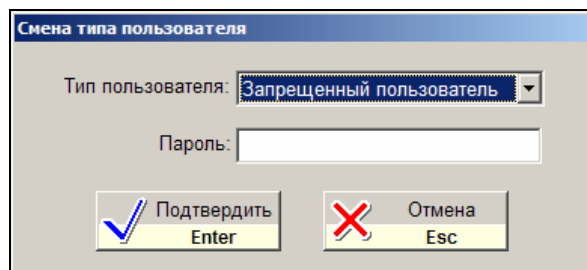 Смена типа пользователя
Тип пользователя: Запрещенный пользователь
Пароль:
Подтвердить Отмена
Enter Esc